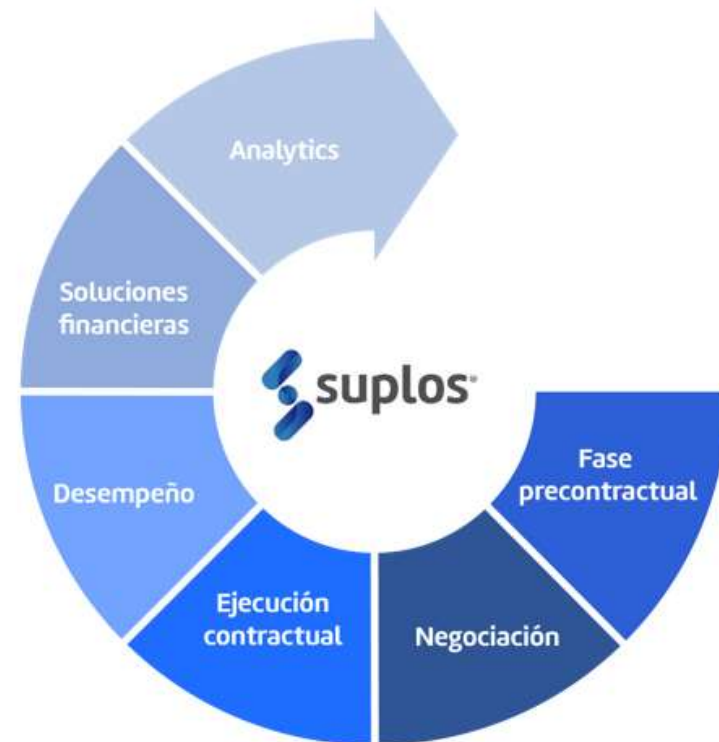 Analytics
Soluciones
financieras
suplos®
Desempeño
Fase
precontractual
Ejecución
contractual
Negociación